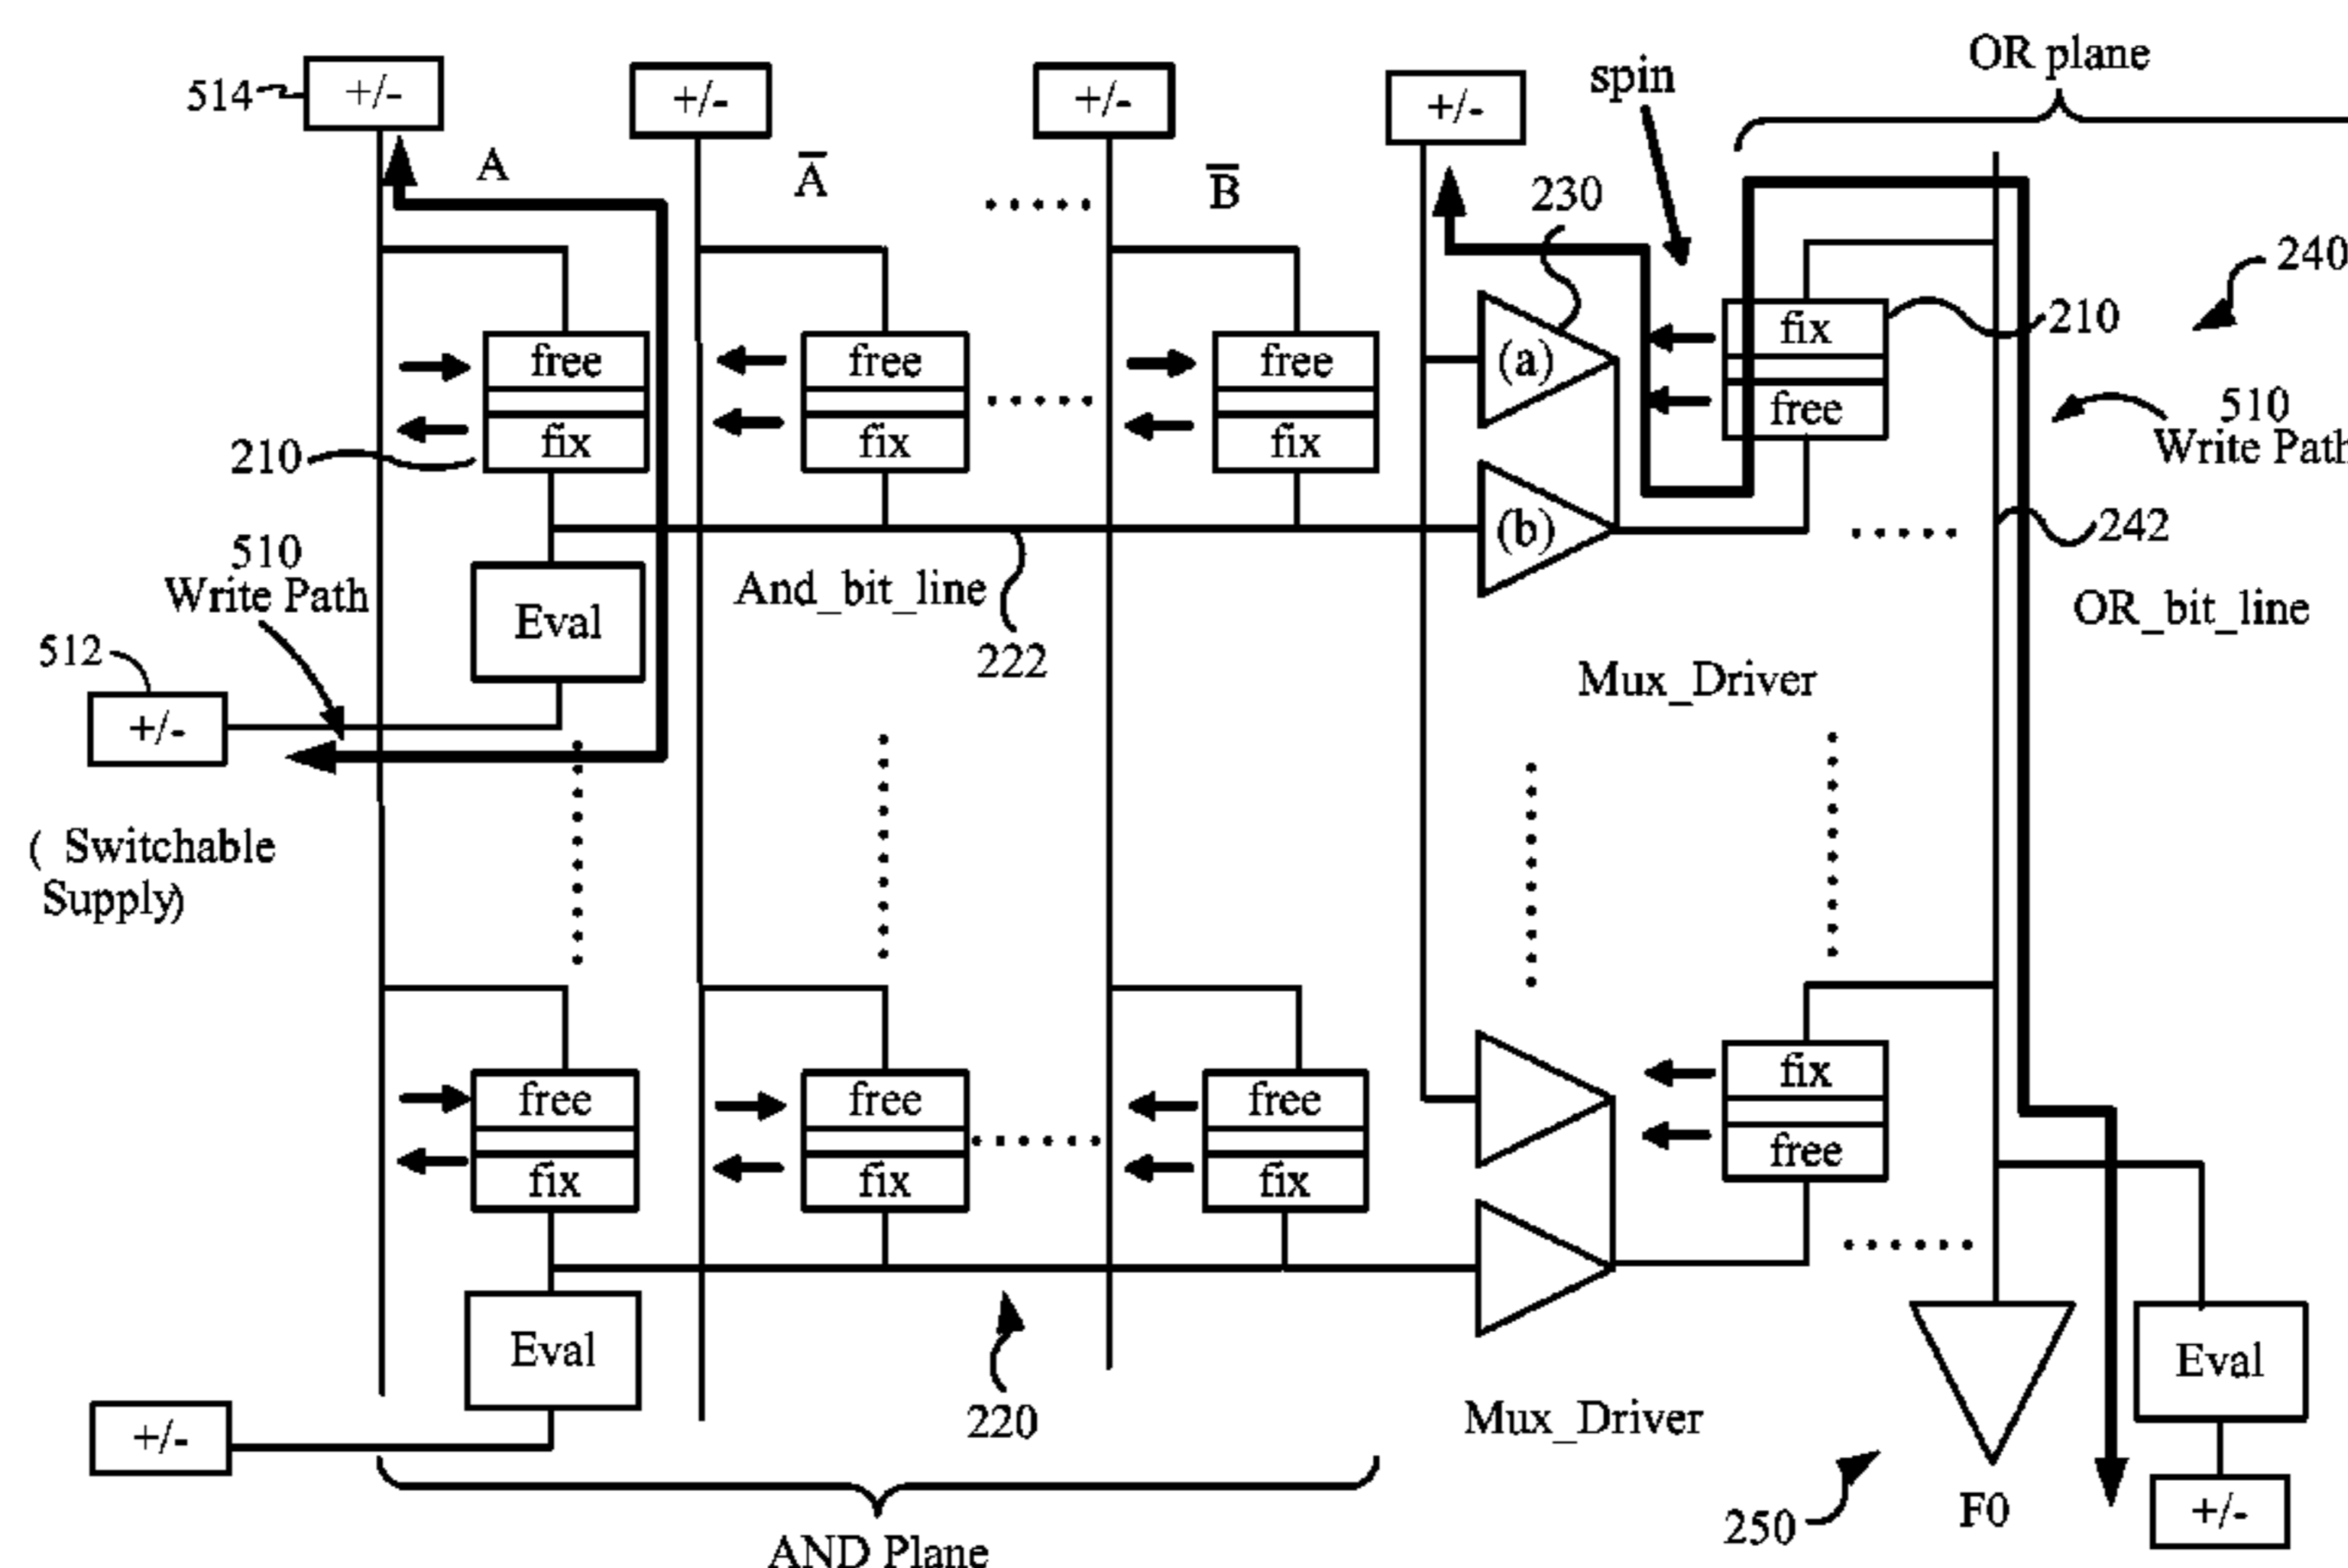 OR plane
514
+/-
+/-
+/-
+/-
spin
A
A̅
.....
B̅
230
240
free
free
free
(a)
fix
210
fix
fix
fix
free
210
.....
510
Write Path
(b)
.....
242
510
Write Path
Eval
And_bit_line
222
OR_bit_line
512
+/-
Mux_Driver
( Switchable
Supply)
free
free
free
fix
fix
fix
fix
free
......
......
Eval
220
Eval
+/-
Mux_Driver
250
F0
+/-
AND Plane